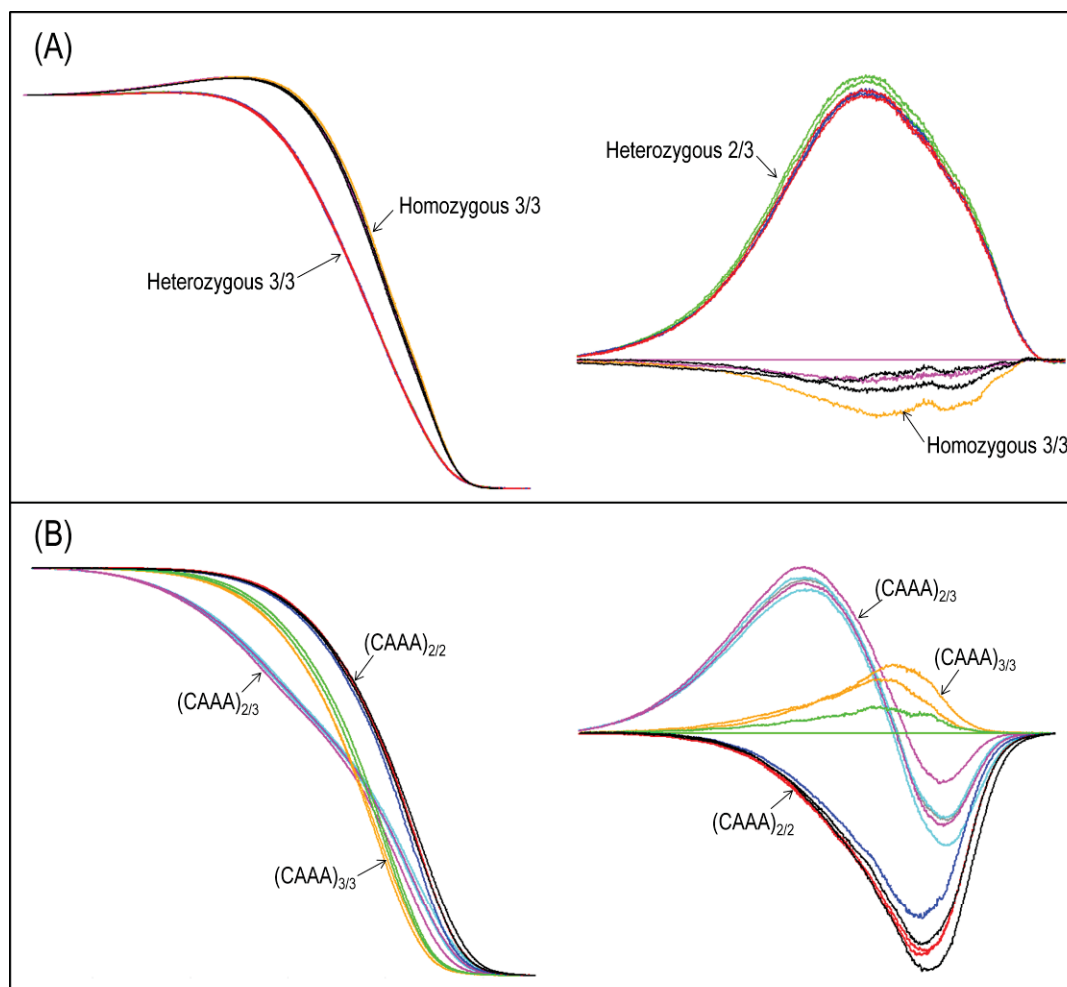 (A)
Homozygous 3/3
Heterozygous 3/3
Heterozygous 2/3
Homozygous 3/3
(B)
(CAAA)2/2
(CAAA)2/3
(CAAA)3/3
(CAAA)2/3
(CAAA)3/3
(CAAA)2/2